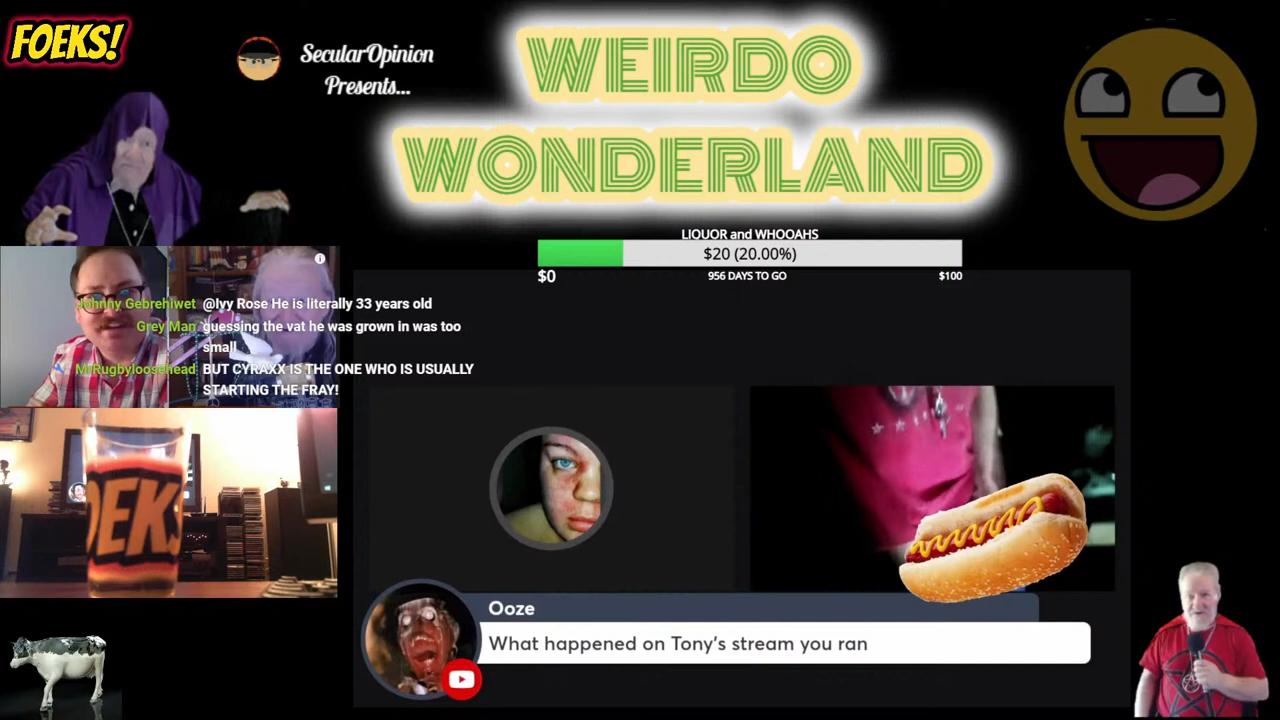 FOEKS!
SecularOpinion
Presents...
WEIRDO
WONDERLAND
LIQUOR and WHOOAHS
$20 (20.00%)
$0
956 DAYS TO GO
$100
Johnny Gebrehiwet @Ivy Rose He is literally 33 years old
Grey Man guessing the vat he was grown in was too
small
MrRugbyloosehead BUT CYRAXX IS THE ONE WHO IS USUALLY
STARTING THE FRAY!
OEKS
Ooze
What happened on Tony's stream you ran